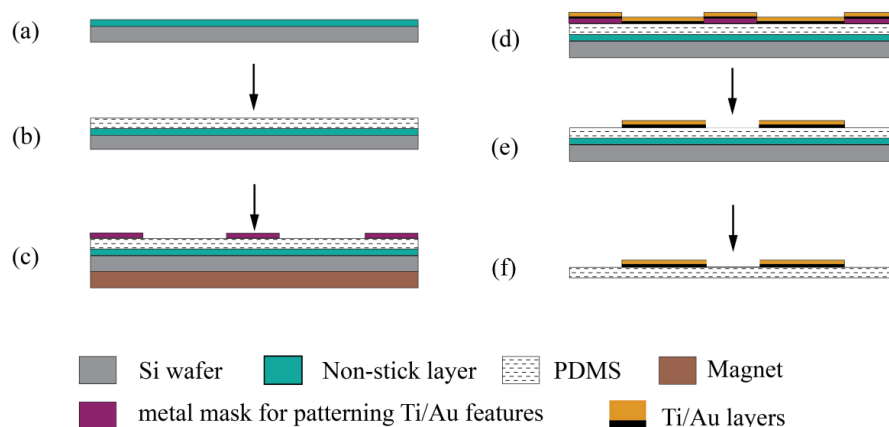 (a)
(b)
(c)
(d)
(e)
(f)
Si wafer Non-stick layer PDMS Magnet
metal mask for patterning Ti/Au features Ti/Au layers